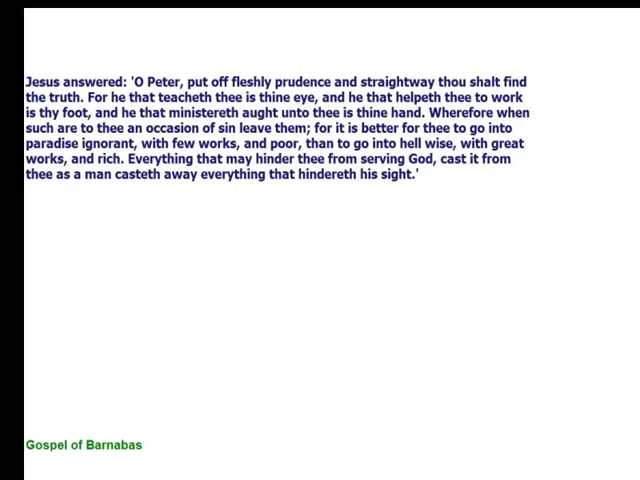 Jesus answered: 'O Peter, put off fleshly prudence and straightway thou shalt find
the truth. For he that teacheth thee is thine eye, and he that helpeth thee to work
is thy foot, and he that ministereth aught unto thee is thine hand. Wherefore when
such are to thee an occasion of sin leave them; for it is better for thee to go into
paradise ignorant, with few works, and poor, than to go into hell wise, with great
works, and rich. Everything that may hinder thee from serving God, cast it from
thee as a man casteth away everything that hindereth his sight.'
Gospel of Barnabas